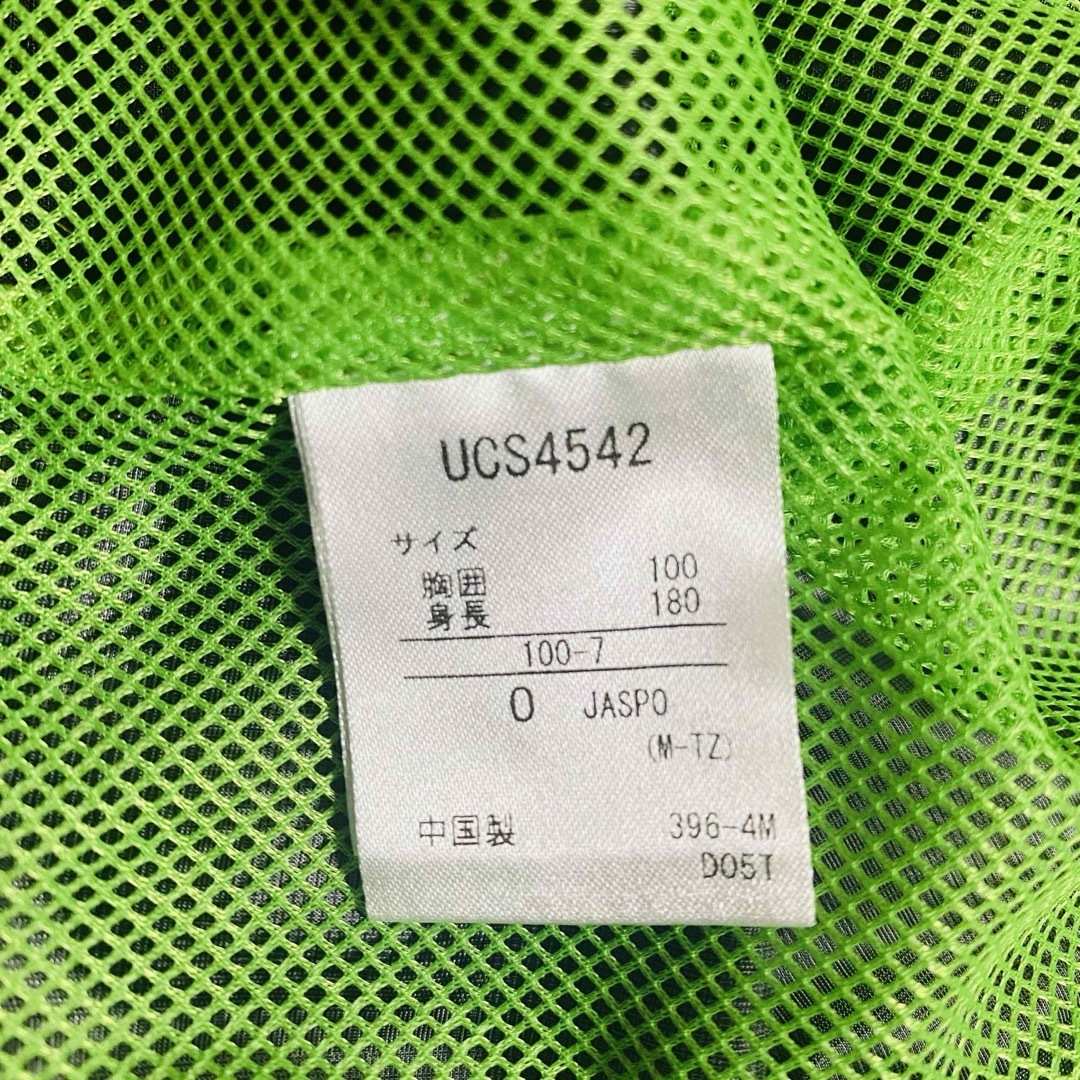 UCS4542
サイズ
胸囲 100
身長 180
100-7
O JASPO
(M-TZ)
中国製 396-4M
D05T